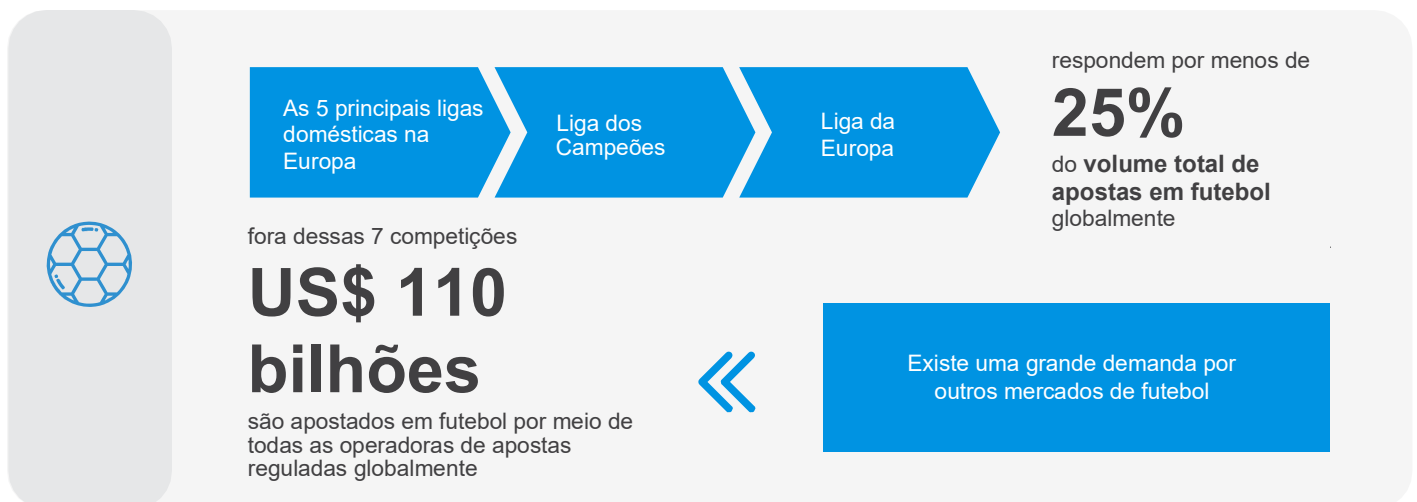 As 5 principais ligas
domésticas na
Europa
Liga dos
Campeões
Liga da
Europa
respondem por menos de
25%
do volume total de
apostas em futebol
globalmente
fora dessas 7 competições
US$ 110
bilhões
são apostados em futebol por meio de
todas as operadoras de apostas
reguladas globalmente
Existe uma grande demanda por
outros mercados de futebol